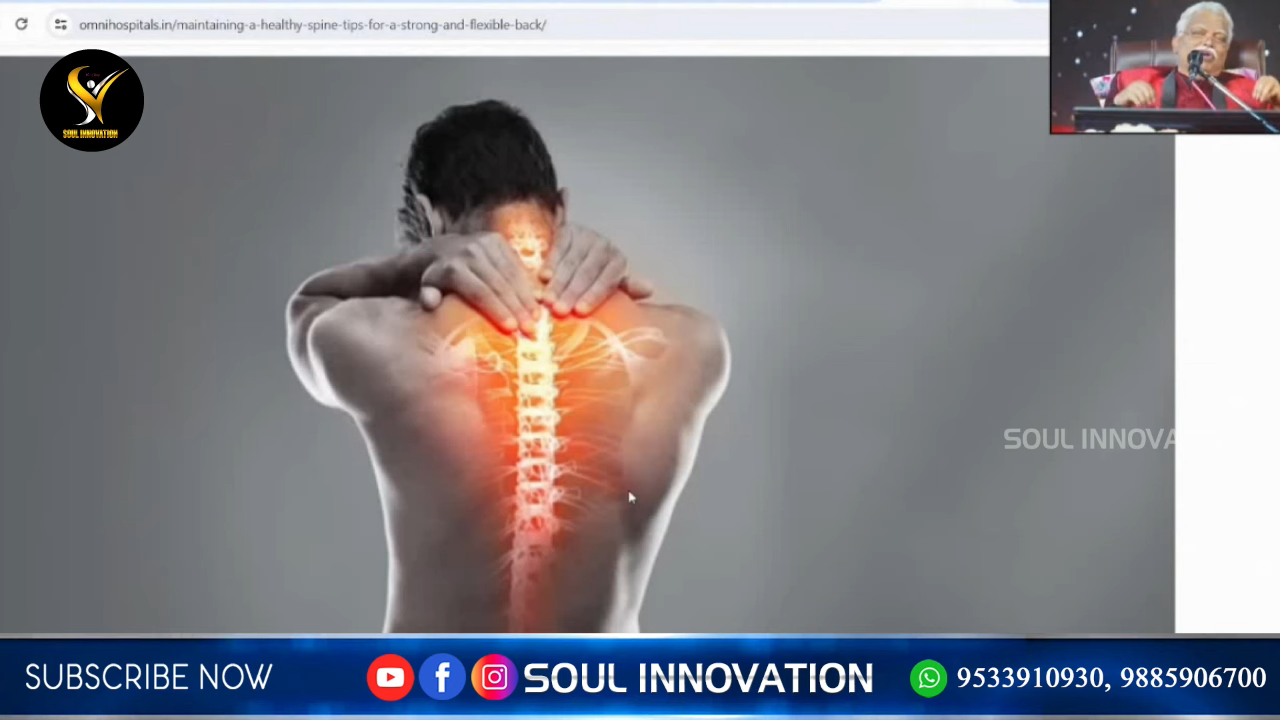 omnihospitals.in/maintaining-a-healthy-spine-tips-for-a-strong-and-flexible-back/
SOUL INNOVATION
SOUL INNOVA
SUBSCRIBE NOW
SOUL INNOVATION
9533910930, 9885906700